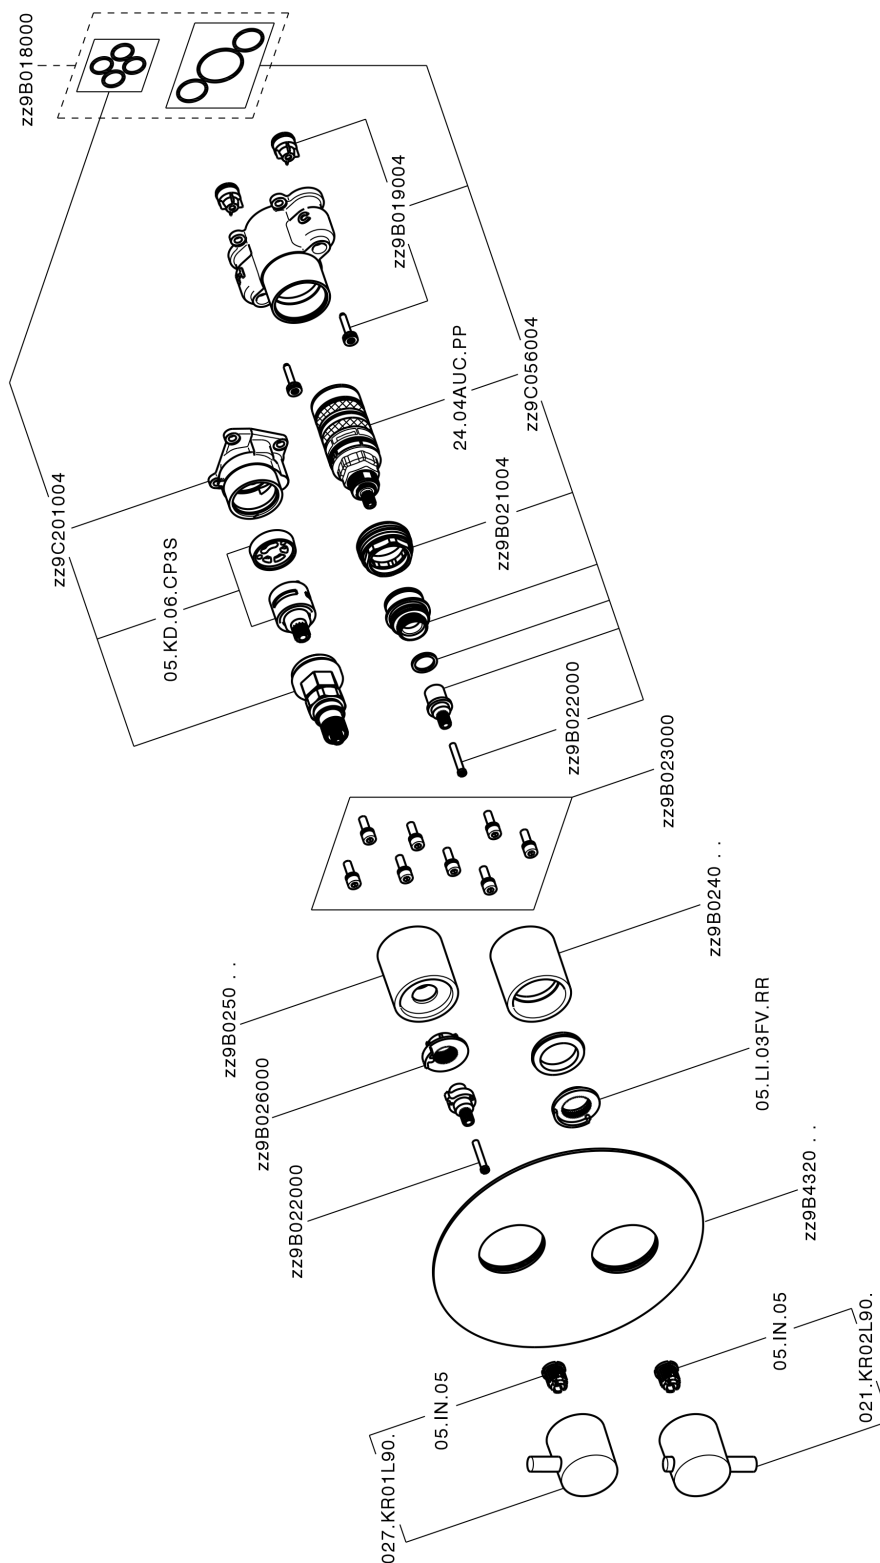 zz9B018000
zz9B019004
24.04AUC.PP
zz9C056004
zz9C201004
05.KD.06.CP3S
zz9B021004
zz9B022000
zz9B023000
zz9B0250 . .
zz9B0240 . .
zz9B026000
05.LI.03FV.RR
zz9B022000
zz9B4320 . .
05.IN.05
05.IN.05
027.KR01L90.
021.KR02L90.